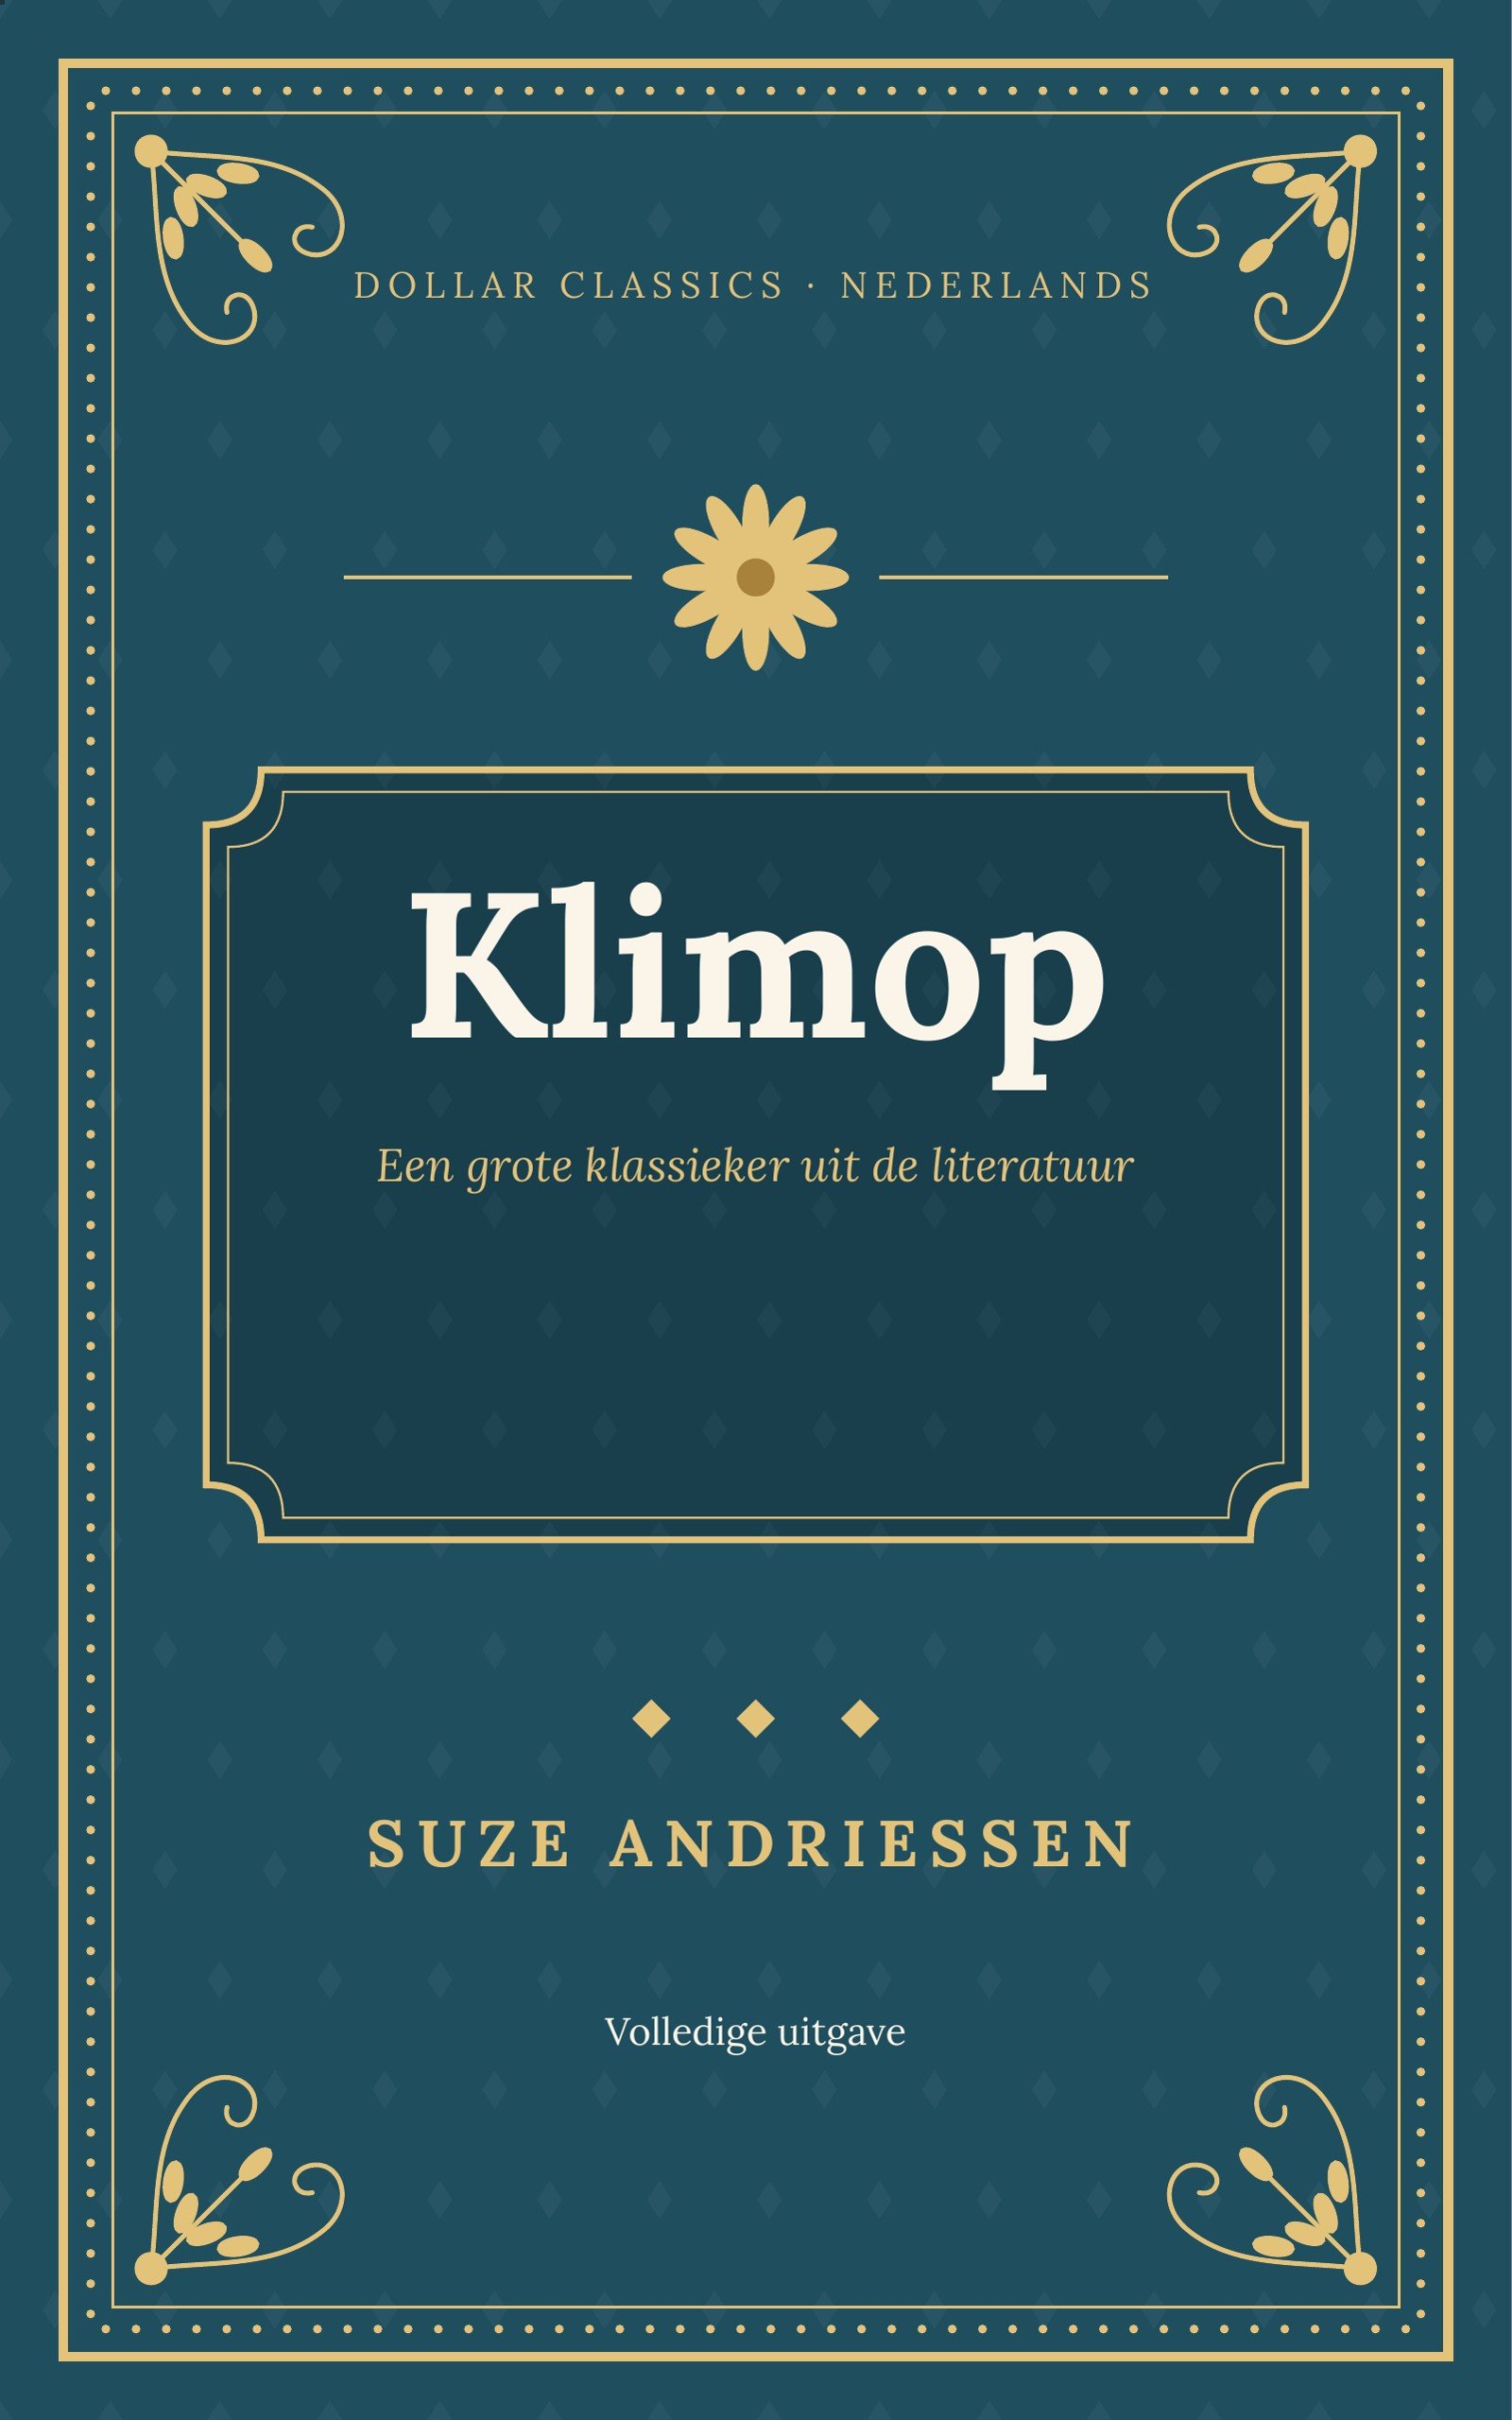 DOLLAR CLASSICS · NEDERLANDS
Klimop
Een grote klassieker uit de literatuur
SUZE ANDRIESSEN
Volledige uitgave